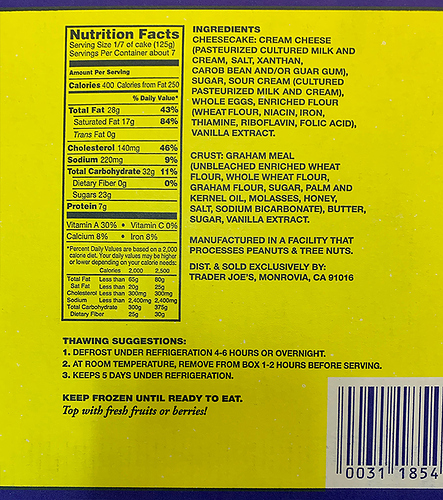 Nutrition Facts
Serving Size 1/7 of cake (125g)
Servings Per Container about 7
Amount Per Serving
Calories 400 Calories from Fat 250
% Daily Value*
Total Fat 28g 43%
Saturated Fat 17g 84%
Trans Fat 0g
Cholesterol 140mg 46%
Sodium 220mg 9%
Total Carbohydrate 32g 11%
Dietary Fiber 0g 0%
Sugars 23g
Protein 7g
Vitamin A 30% • Vitamin C 0%
Calcium 8% • Iron 8%
*Percent Daily Values are based on a 2,000
calorie diet. Your daily values may be higher
or lower depending on your calorie needs:
Calories 2,000 2,500
Total Fat Less than 65g 80g
Sat Fat Less than 20g 25g
Cholesterol Less than 300mg 300mg
Sodium Less than 2,400mg 2,400mg
Total Carbohydrate 300g 375g
Dietary Fiber 25g 30g
INGREDIENTS
CHEESECAKE: CREAM CHEESE
(PASTEURIZED CULTURED MILK AND
CREAM, SALT, XANTHAN,
CAROB BEAN AND/OR GUAR GUM),
SUGAR, SOUR CREAM (CULTURED
PASTEURIZED MILK AND CREAM),
WHOLE EGGS, ENRICHED FLOUR
(WHEAT FLOUR, NIACIN, IRON,
THIAMINE, RIBOFLAVIN, FOLIC ACID),
VANILLA EXTRACT.
CRUST: GRAHAM MEAL
(UNBLEACHED ENRICHED WHEAT
FLOUR, WHOLE WHEAT FLOUR,
GRAHAM FLOUR, SUGAR, PALM AND
KERNEL OIL, MOLASSES, HONEY,
SALT, SODIUM BICARBONATE), BUTTER,
SUGAR, VANILLA EXTRACT.
MANUFACTURED IN A FACILITY THAT
PROCESSES PEANUTS & TREE NUTS.
DIST. & SOLD EXCLUSIVELY BY:
TRADER JOE'S, MONROVIA, CA 91016
THAWING SUGGESTIONS:
1. DEFROST UNDER REFRIGERATION 4-6 HOURS OR OVERNIGHT.
2. AT ROOM TEMPERATURE, REMOVE FROM BOX 1-2 HOURS BEFORE SERVING.
3. KEEPS 5 DAYS UNDER REFRIGERATION.
KEEP FROZEN UNTIL READY TO EAT.
Top with fresh fruits or berries!
0031 1854